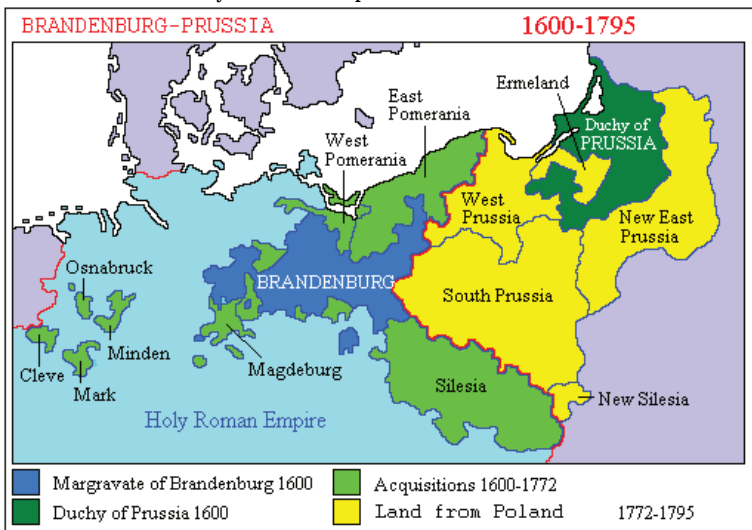 BRANDENBURG-PRUSSIA 1600-1795
Ermeland
East
Pomerania
West
Pomerania
Duchy of
PRUSSIA
West
Prussia
New East
Prussia
Osnabruck
BRANDENBURG
South Prussia
Minden
Cleve
Mark
Magdeburg
Silesia
New Silesia
Holy Roman Empire
Margravate of Brandenburg 1600
Acquisitions 1600-1772
Duchy of Prussia 1600
Land from Poland 1772-1795